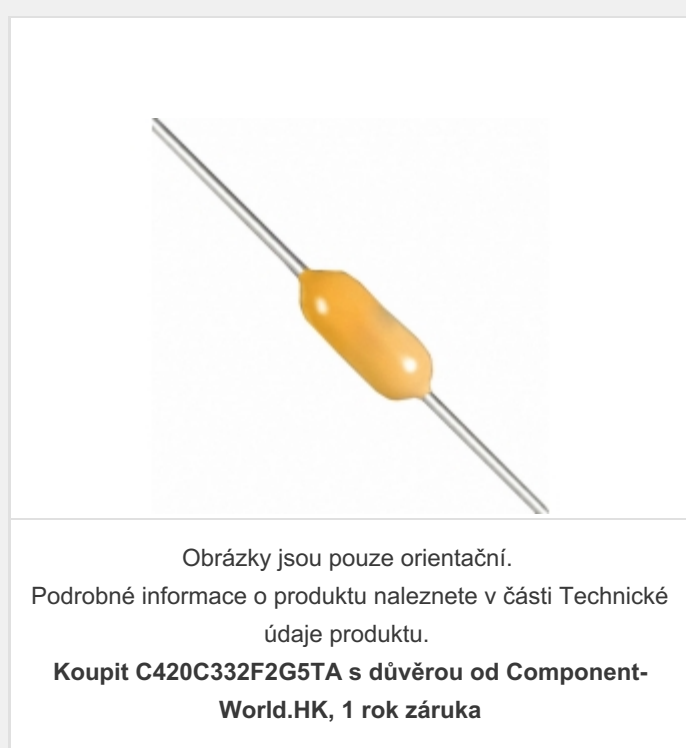 Obrázky jsou pouze orientační.
Podrobné informace o produktu naleznete v části Technické
údaje produktu.
Koupit C420C332F2G5TA s důvěrou od Component-
World.HK, 1 rok záruka